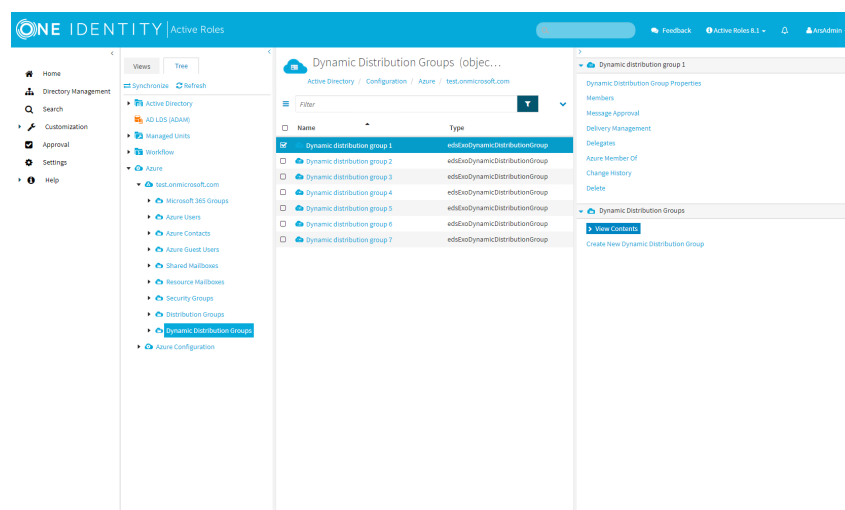 ONE IDENTITY Active Roles
Feedback
Active Roles 8.1
ArsAdmin
Home
Directory Management
Search
Customization
Approval
Settings
Help
Views Tree
Synchronize Refresh
Active Directory
AD LDS (ADAM)
Managed Units
Workflow
Azure
test.onmicrosoft.com
Microsoft 365 Groups
Azure Users
Azure Contacts
Azure Guest Users
Shared Mailboxes
Resource Mailboxes
Security Groups
Distribution Groups
Dynamic Distribution Groups
Azure Configuration
Dynamic Distribution Groups (objec...
Active Directory / Configuration / Azure / test.onmicrosoft.com
Filter
Name Type
Dynamic distribution group 1 edsExoDynamicDistributionGroup
Dynamic distribution group 2 edsExoDynamicDistributionGroup
Dynamic distribution group 3 edsExoDynamicDistributionGroup
Dynamic distribution group 4 edsExoDynamicDistributionGroup
Dynamic distribution group 5 edsExoDynamicDistributionGroup
Dynamic distribution group 6 edsExoDynamicDistributionGroup
Dynamic distribution group 7 edsExoDynamicDistributionGroup
Dynamic distribution group 1
Dynamic Distribution Group Properties
Members
Message Approval
Delivery Management
Delegates
Azure Member Of
Change History
Delete
Dynamic Distribution Groups
View Contents
Create New Dynamic Distribution Group